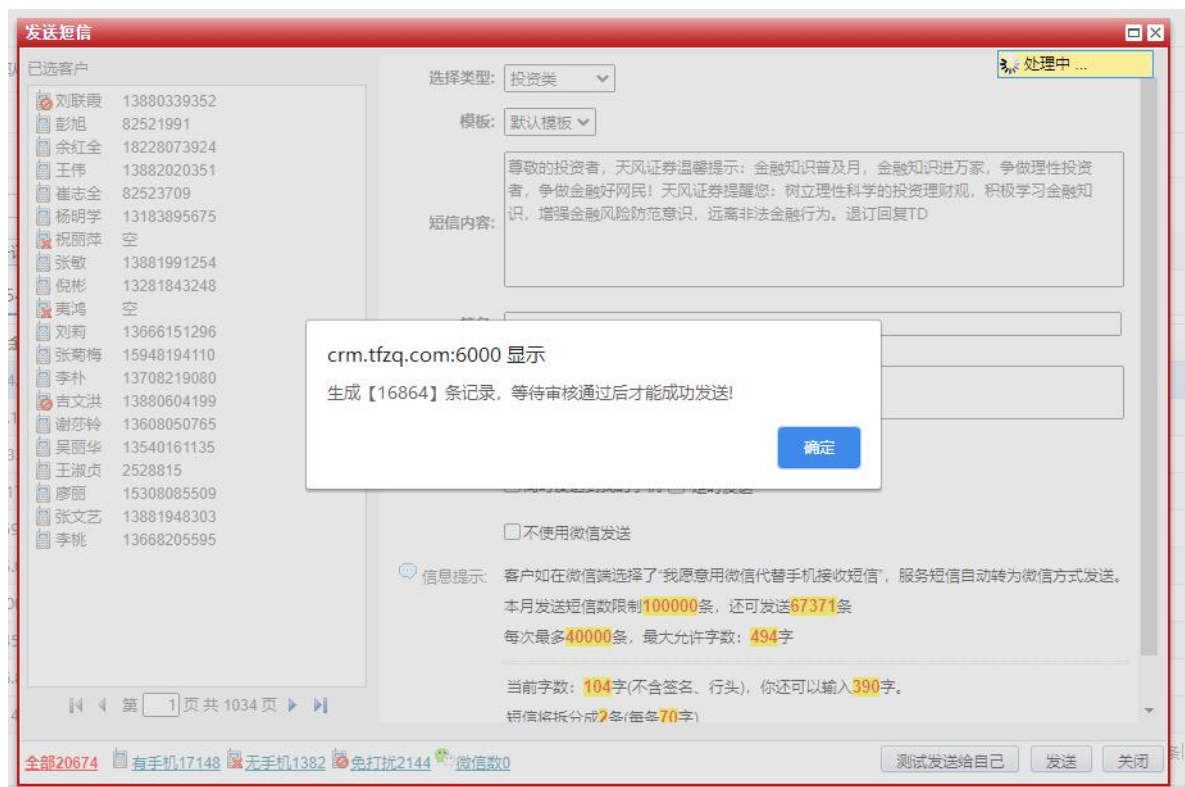 发送短信
处理中 ...
已选客户
刘联霞 13880339352
彭旭 82521991
余红全 18228073924
王伟 13882020351
崔志全 82523709
杨明学 13183895675
祝丽萍 空
张敏 13881991254
倪彬 13281843248
夷鸿 空
刘莉 13666151296
张菊梅 15948194110
李朴 13708219080
吉文洪 13880604199
谢莎铃 13608050765
吴丽华 13540161135
王淑贞 2528815
廖丽 15308085509
张文艺 13881948303
李桃 13668205595
第 1 页共 1034 页
选择类型: 投资类
模板: 默认模板
短信内容:
尊敬的投资者，天风证券温馨提示：金融知识普及月，金融知识进万家，争做理性投资
者，争做金融好网民！天风证券提醒您：树立理性科学的投资理财观，积极学习金融知
识，增强金融风险防范意识，远离非法金融行为。退订回复TD
crm.tfzq.com:6000 显示
生成【16864】条记录，等待审核通过后才能成功发送!
确定
不使用微信发送
信息提示: 客户如在微信端选择了“我愿意用微信代替手机接收短信”，服务短信自动转为微信方式发送。
本月发送短信数限制100000条，还可发送67371条
每次最多40000条，最大允许字数：494字
当前字数：104字(不含签名、行头)，你还可以输入390字。
短信将拆分成2条(每条70字)
全部20674 有手机17148 无手机1382 免打扰2144 微信数0
测试发送给自己 发送 关闭